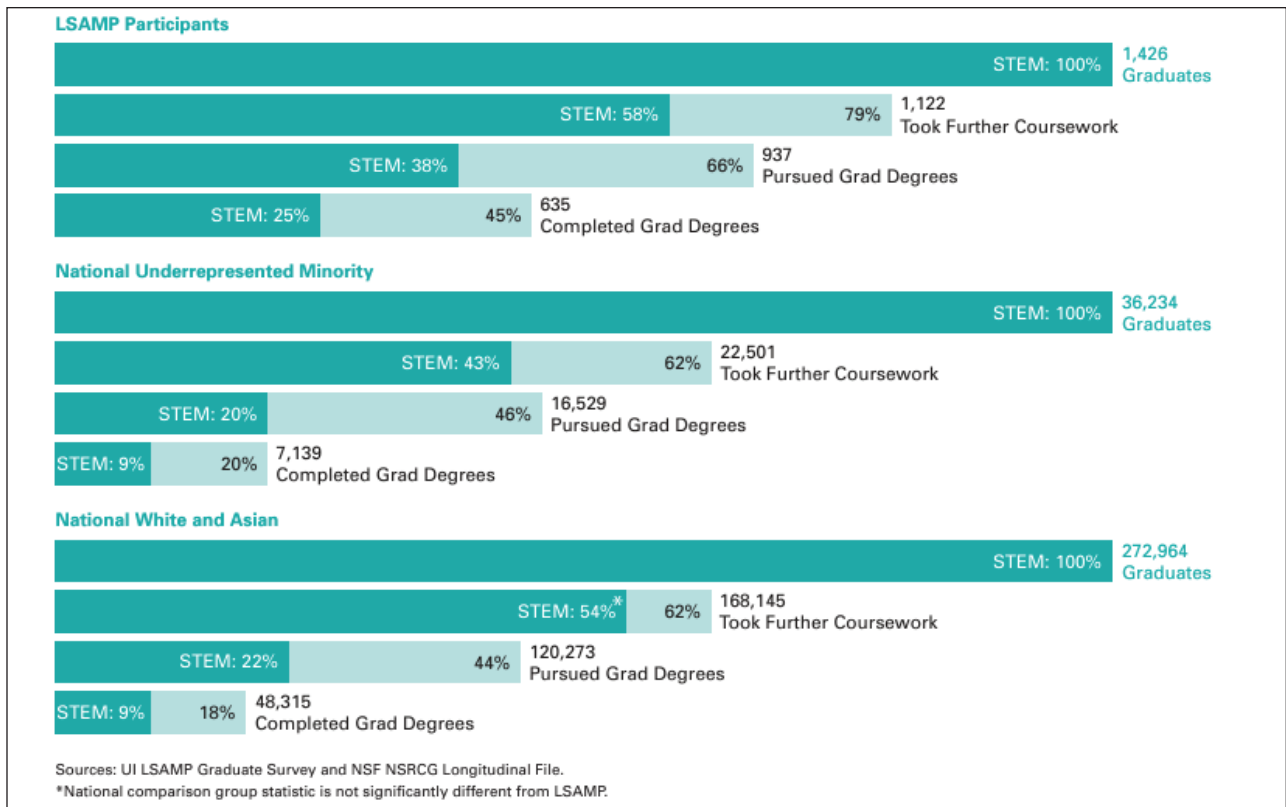 LSAMP Participants
STEM: 100%
1,426
Graduates
STEM: 58%
79%
1,122
Took Further Coursework
STEM: 38%
66%
937
Pursued Grad Degrees
STEM: 25%
45%
635
Completed Grad Degrees
National Underrepresented Minority
STEM: 100%
36,234
Graduates
STEM: 43%
62%
22,501
Took Further Coursework
STEM: 20%
46%
16,529
Pursued Grad Degrees
STEM: 9%
20%
7,139
Completed Grad Degrees
National White and Asian
STEM: 100%
272,964
Graduates
STEM: 54%*
62%
168,145
Took Further Coursework
STEM: 22%
44%
120,273
Pursued Grad Degrees
STEM: 9%
18%
48,315
Completed Grad Degrees
Sources: UI LSAMP Graduate Survey and NSF NSRCG Longitudinal File.
*National comparison group statistic is not significantly different from LSAMP.